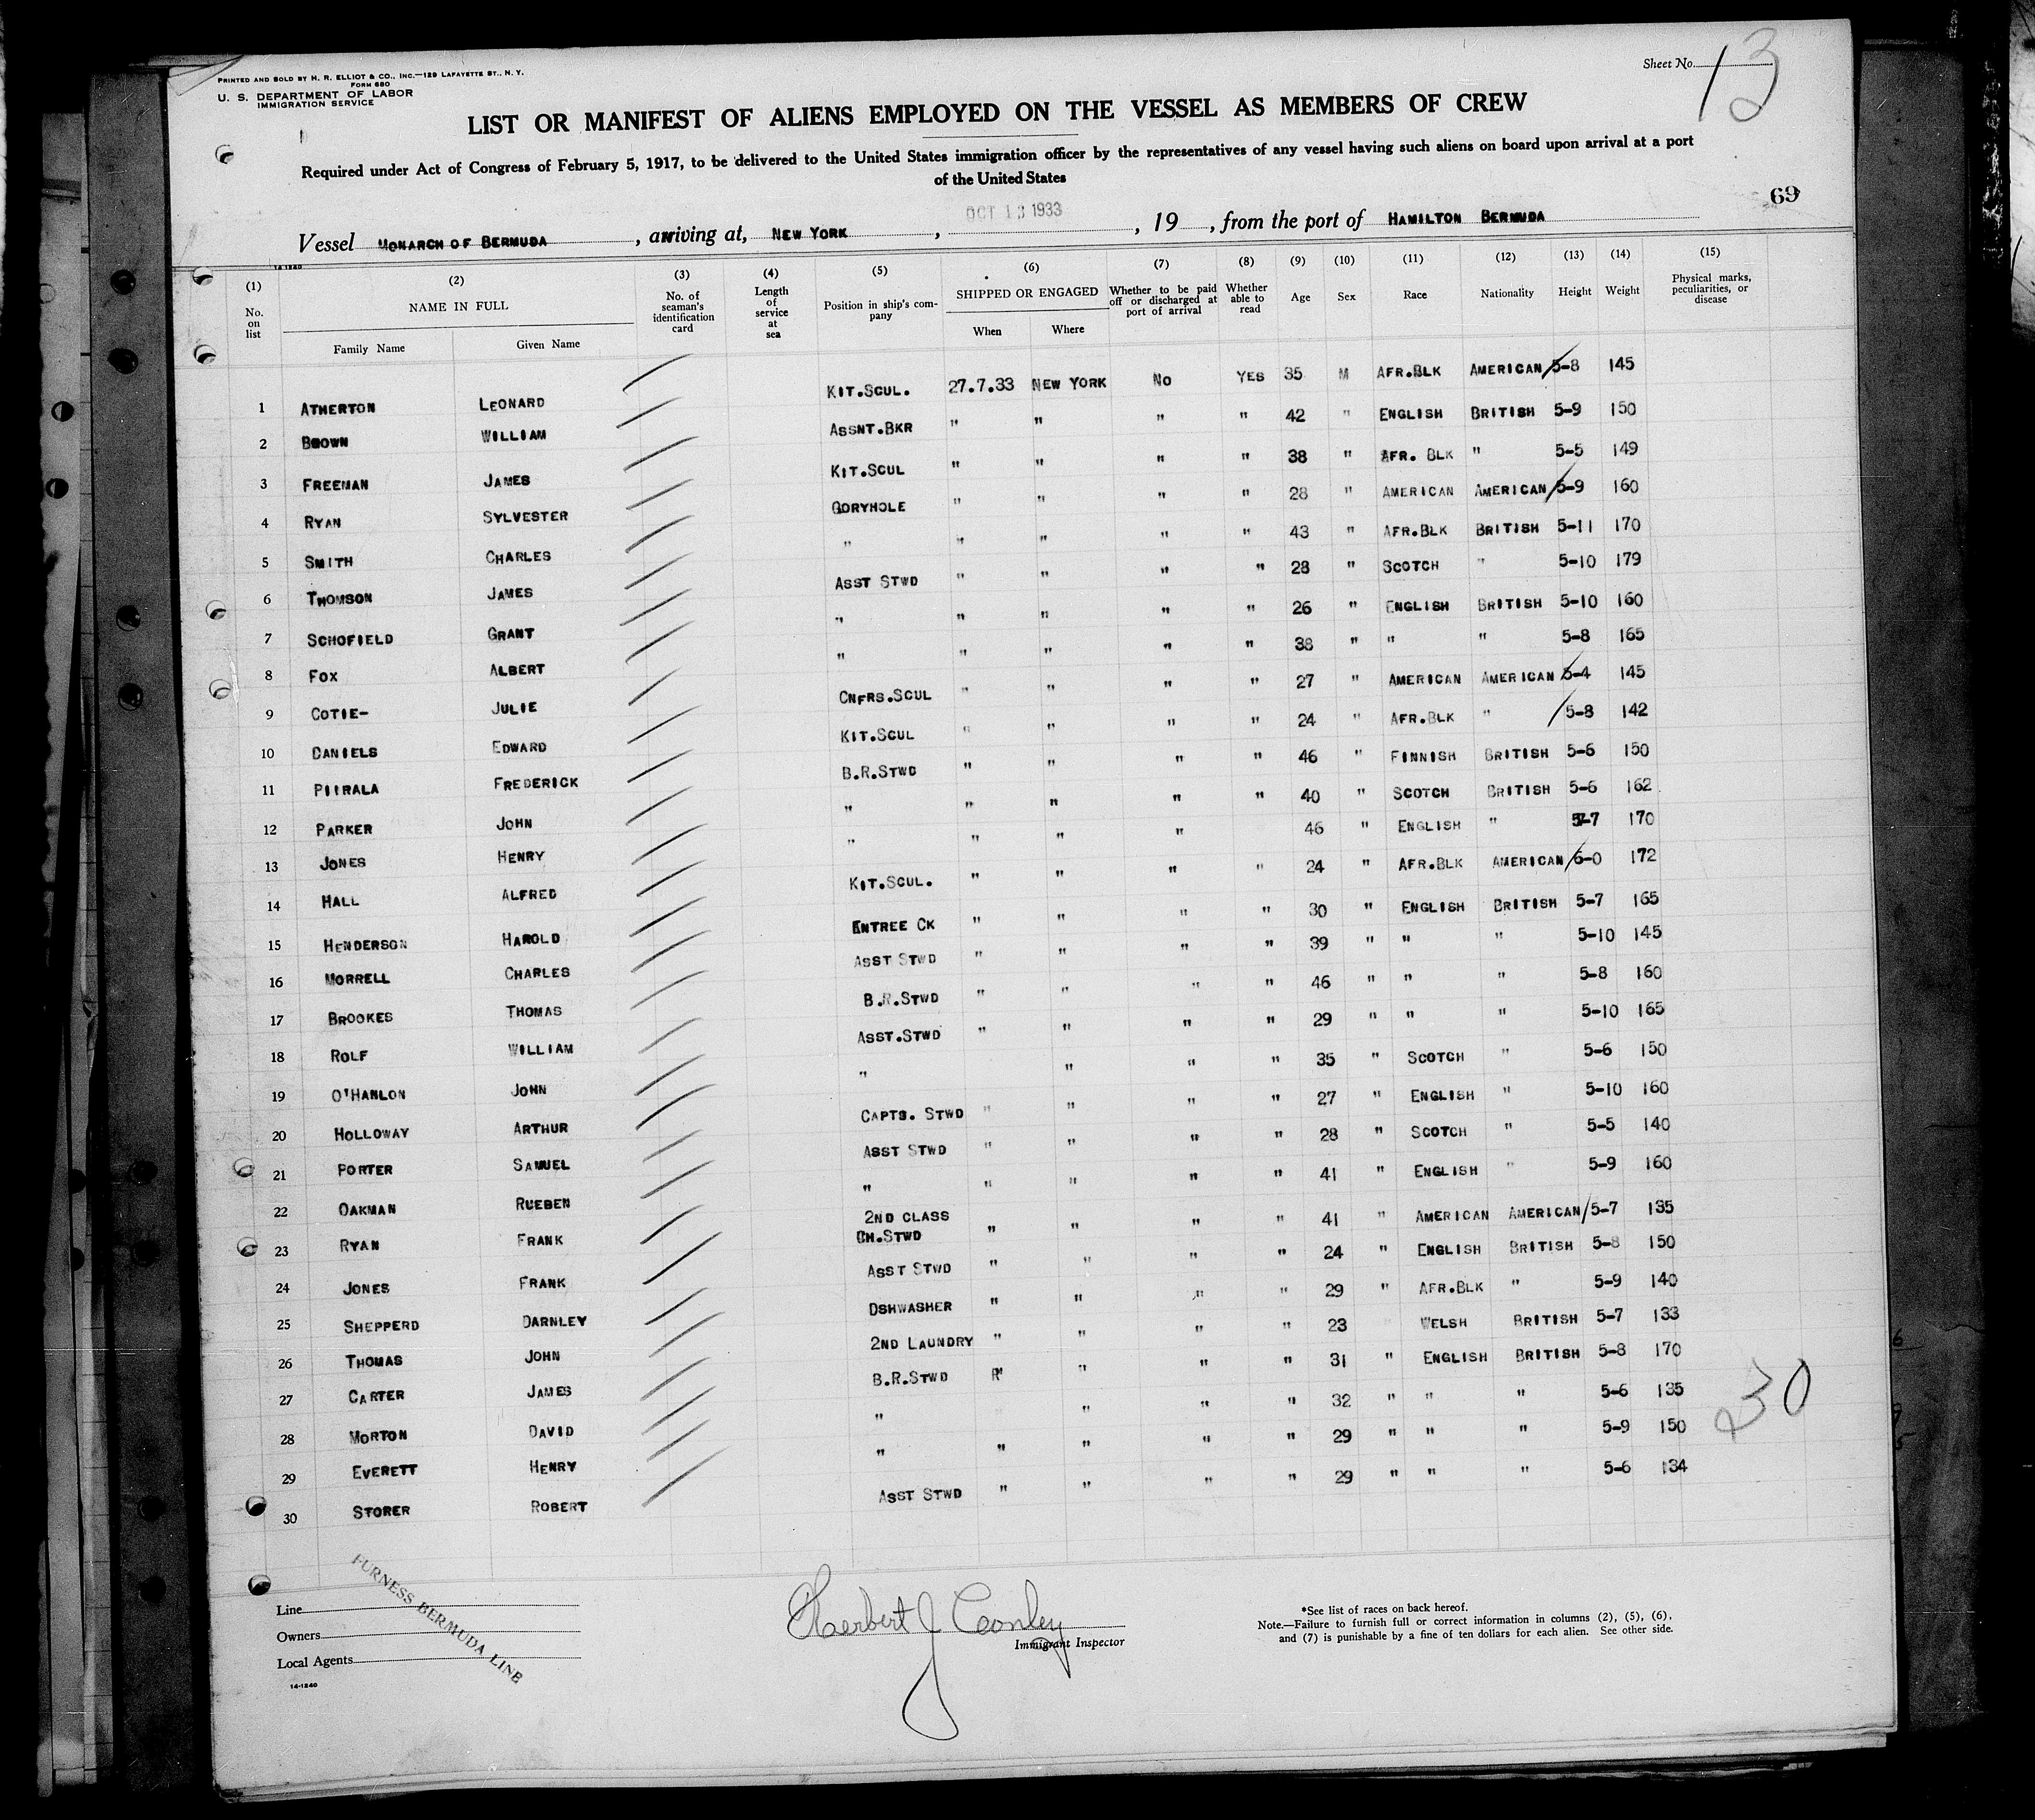 PRINTED AND SOLD BY H. R. ELLIOT & CO., INC.—129 LAFAYETTE ST., N. Y.
FORM 680
U. S. DEPARTMENT OF LABOR
IMMIGRATION SERVICE
Sheet No. 13
LIST OR MANIFEST OF ALIENS EMPLOYED ON THE VESSEL AS MEMBERS OF CREW
Required under Act of Congress of February 5, 1917, to be delivered to the United States immigration officer by the representatives of any vessel having such aliens on board upon arrival at a port
of the United States
69
Vessel MONARCH OF BERMUDA, arriving at, NEW YORK, OCT 13 1933, 19 , from the port of HAMILTON BERMUDA
14-1240
(1) No. on list (2) NAME IN FULL Family Name Given Name (3) No. of seaman's identification card (4) Length of service at sea (5) Position in ship's company (6) SHIPPED OR ENGAGED When Where (7) Whether to be paid off or discharged at port of arrival (8) Whether able to read (9) Age (10) Sex (11) Race (12) Nationality (13) Height (14) Weight (15) Physical marks, peculiarities, or disease
1 ATHERTON LEONARD KIT.SCUL. 27.7.33 NEW YORK NO YES 35 M AFR.BLK AMERICAN 5-8 145
2 BROWN WILLIAM ASSNT.BKR " " " " 42 " ENGLISH BRITISH 5-9 150
3 FREEMAN JAMES KIT.SCUL " " " " 38 " AFR. BLK " 5-5 149
4 RYAN SYLVESTER GORYHOLE " " " " 28 " AMERICAN AMERICAN 5-9 160
5 SMITH CHARLES " " " " " 43 " AFR.BLK BRITISH 5-11 170
6 THOMSON JAMES ASST STWD " " " " 28 " SCOTCH " 5-10 179
7 SCHOFIELD GRANT " " " " " 26 " ENGLISH BRITISH 5-10 160
8 FOX ALBERT " " " " " 38 " " " 5-8 165
9 COTIE- JULIE CNFRS.SCUL " " " " 27 " AMERICAN AMERICAN 5-4 145
10 DANIELS EDWARD KIT.SCUL " " " " 24 " AFR.BLK " 5-8 142
11 PIIRALA FREDERICK B.R.STWD " " " " 46 " FINNISH BRITISH 5-6 150
12 PARKER JOHN " " " " " 40 " SCOTCH BRITISH 5-6 162
13 JONES HENRY " " " " 46 " ENGLISH " 5-7 170
14 HALL ALFRED KIT.SCUL. " " " " 24 " AFR.BLK AMERICAN 6-0 172
15 HENDERSON HAROLD ENTREE CK " " " " 30 " ENGLISH BRITISH 5-7 165
16 MORRELL CHARLES ASST STWD " " " " 39 " " " 5-10 145
17 BROOKES THOMAS B.R.STWD " " " " 46 " " " 5-8 160
18 ROLF WILLIAM ASST.STWD " " " " 29 " " " 5-10 165
19 O'HANLON JOHN " " " " 35 " SCOTCH " 5-6 150
20 HOLLOWAY ARTHUR CAPTS. STWD " " " " 27 " ENGLISH " 5-10 160
21 PORTER SAMUEL ASST STWD " " " " 28 " SCOTCH " 5-5 140
22 OAKMAN RUEBEN " " " " " 41 " ENGLISH " 5-9 160
23 RYAN FRANK 2ND CLASS CH.STWD " " " " 41 " AMERICAN AMERICAN 5-7 135
24 JONES FRANK ASST STWD " " " " 24 " ENGLISH BRITISH 5-8 150
25 SHEPPERD DARNLEY DSHWASHER " " " " 29 " AFR.BLK " 5-9 140
26 THOMAS JOHN 2ND LAUNDRY " " " " 23 WELSH BRITISH 5-7 133
27 CARTER JAMES B.R.STWD " " " " 31 " ENGLISH BRITISH 5-8 170
28 MORTON DAVID " " " " 32 " " " 5-6 135
29 EVERETT HENRY " " " " " 29 " " " 5-9 150
30 STORER ROBERT ASST STWD " " " " 29 " " " 5-6 134
30
Line
Owners
Local Agents
FURNESS BERMUDA LINE
14-1240
Herbert J Conley
Immigrant Inspector
*See list of races on back hereof.
Note.—Failure to furnish full or correct information in columns (2), (5), (6),
and (7) is punishable by a fine of ten dollars for each alien. See other side.